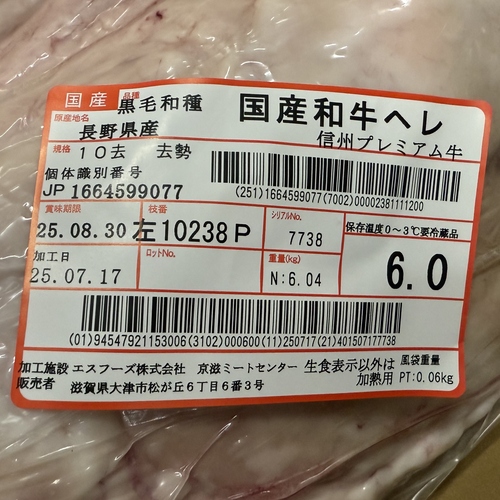 国産 品種 黒毛和種 国産和牛ヘレ
原産地名 長野県産 信州プレミアム牛
規格 10去 去勢
個体識別番号
JP 1664599077 (251)1664599077(7002)00002381111200
賞味期限 枝番 シリアルNo. 保存温度0~3℃要冷蔵品
25.08.30 左10238P 7738
加工日 ロットNo. 重量(kg) 6.0
25.07.17 N:6.04
(01)94547921153006(3102)000600(11)250717(21)401507177738
加工施設 エスフーズ株式会社 京滋ミートセンター 生食表示以外は 風袋重量
販売者 滋賀県大津市松が丘6丁目6番3号 加熱用 PT:0.06kg